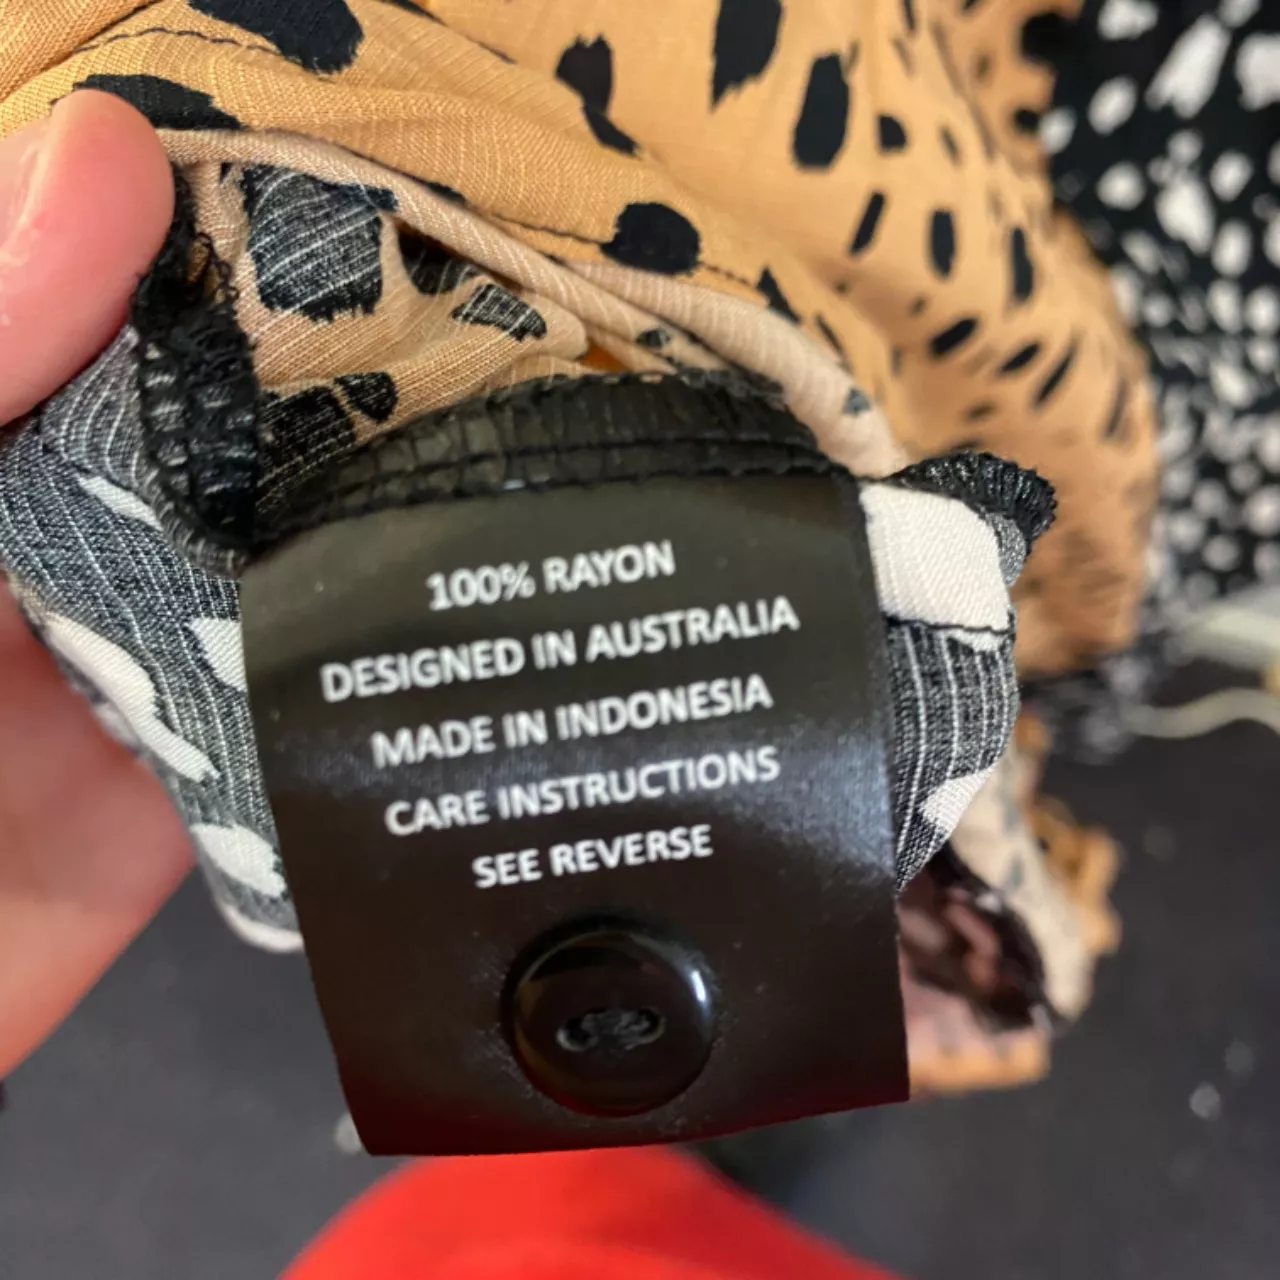 100% RAYON
DESIGNED IN AUSTRALIA
MADE IN INDONESIA
CARE INSTRUCTIONS
SEE REVERSE